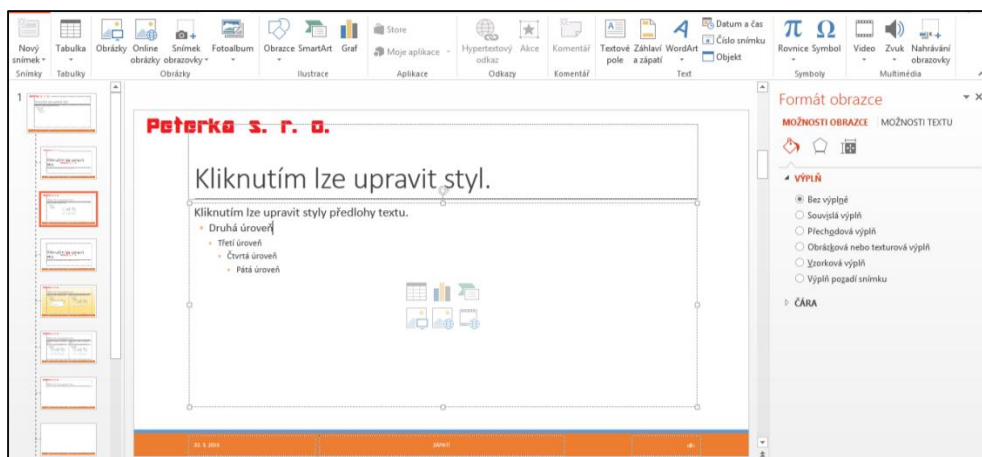 Nový snímek
Tabulka
Obrázky
Online obrázky
Snímek obrazovky
Fotoalbum
Obrazce
SmartArt
Graf
Store
Moje aplikace
Hypertextový odkaz
Akce
Komentář
Textové pole
Záhlaví a zápatí
WordArt
Datum a čas
Číslo snímku
Objekt
Rovnice
Symbol
Video
Zvuk
Nahrávání obrazovky
Snímky
Tabulky
Obrázky
Ilustrace
Aplikace
Odkazy
Komentář
Text
Symboly
Multimédia
1
Peterka s. r. o.
Kliknutím lze upravit styl.
Kliknutím lze upravit styly předlohy textu.
Druhá úroveň
Třetí úroveň
Čtvrtá úroveň
Pátá úroveň
ZÁPATÍ
Formát obrazce
MOŽNOSTI OBRAZCE
MOŽNOSTI TEXTU
VÝPLŇ
Bez výplně
Souvislá výplň
Přechodová výplň
Obrázková nebo texturová výplň
Vzorková výplň
Výplň pozadí snímku
ČÁRA